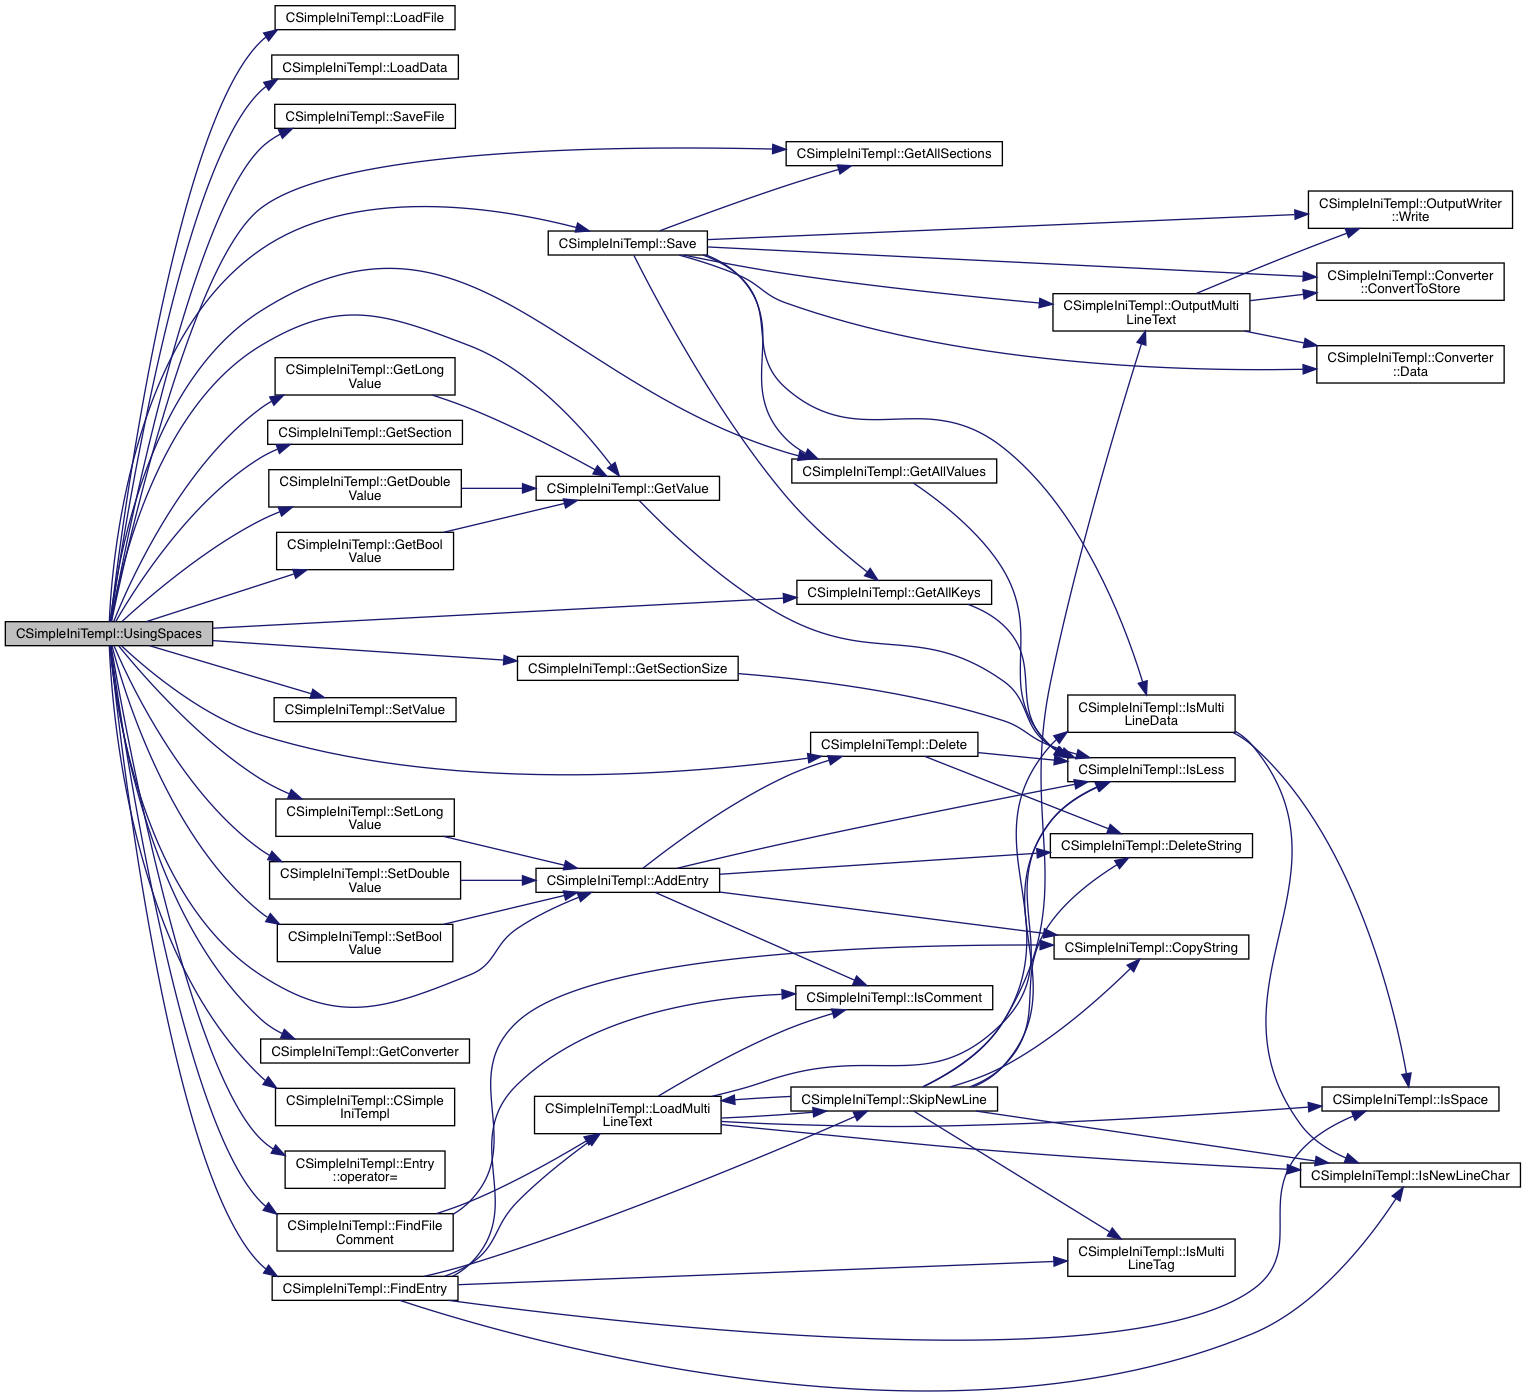 CSimpleIniTempl::LoadFile
CSimpleIniTempl::LoadData
CSimpleIniTempl::SaveFile
CSimpleIniTempl::GetAllSections
CSimpleIniTempl::OutputWriter
::Write
CSimpleIniTempl::Save
CSimpleIniTempl::Converter
::ConvertToStore
CSimpleIniTempl::OutputMulti
LineText
CSimpleIniTempl::Converter
::Data
CSimpleIniTempl::GetLong
Value
CSimpleIniTempl::GetSection
CSimpleIniTempl::GetAllValues
CSimpleIniTempl::GetDouble
Value
CSimpleIniTempl::GetValue
CSimpleIniTempl::GetBool
Value
CSimpleIniTempl::GetAllKeys
CSimpleIniTempl::UsingSpaces
CSimpleIniTempl::GetSectionSize
CSimpleIniTempl::SetValue
CSimpleIniTempl::IsMulti
LineData
CSimpleIniTempl::Delete
CSimpleIniTempl::IsLess
CSimpleIniTempl::SetLong
Value
CSimpleIniTempl::DeleteString
CSimpleIniTempl::SetDouble
Value
CSimpleIniTempl::AddEntry
CSimpleIniTempl::SetBool
Value
CSimpleIniTempl::CopyString
CSimpleIniTempl::IsComment
CSimpleIniTempl::GetConverter
CSimpleIniTempl::CSimple
IniTempl
CSimpleIniTempl::LoadMulti
LineText
CSimpleIniTempl::SkipNewLine
CSimpleIniTempl::IsSpace
CSimpleIniTempl::Entry
::operator=
CSimpleIniTempl::IsNewLineChar
CSimpleIniTempl::FindFile
Comment
CSimpleIniTempl::IsMulti
LineTag
CSimpleIniTempl::FindEntry